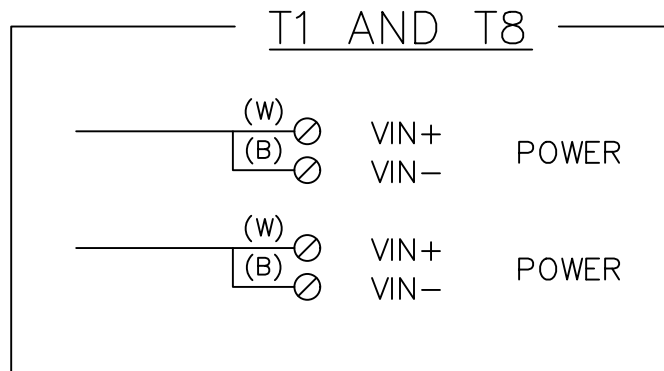 T1 AND T8
(W) VIN+
(B) VIN- POWER
(W) VIN+
(B) VIN- POWER